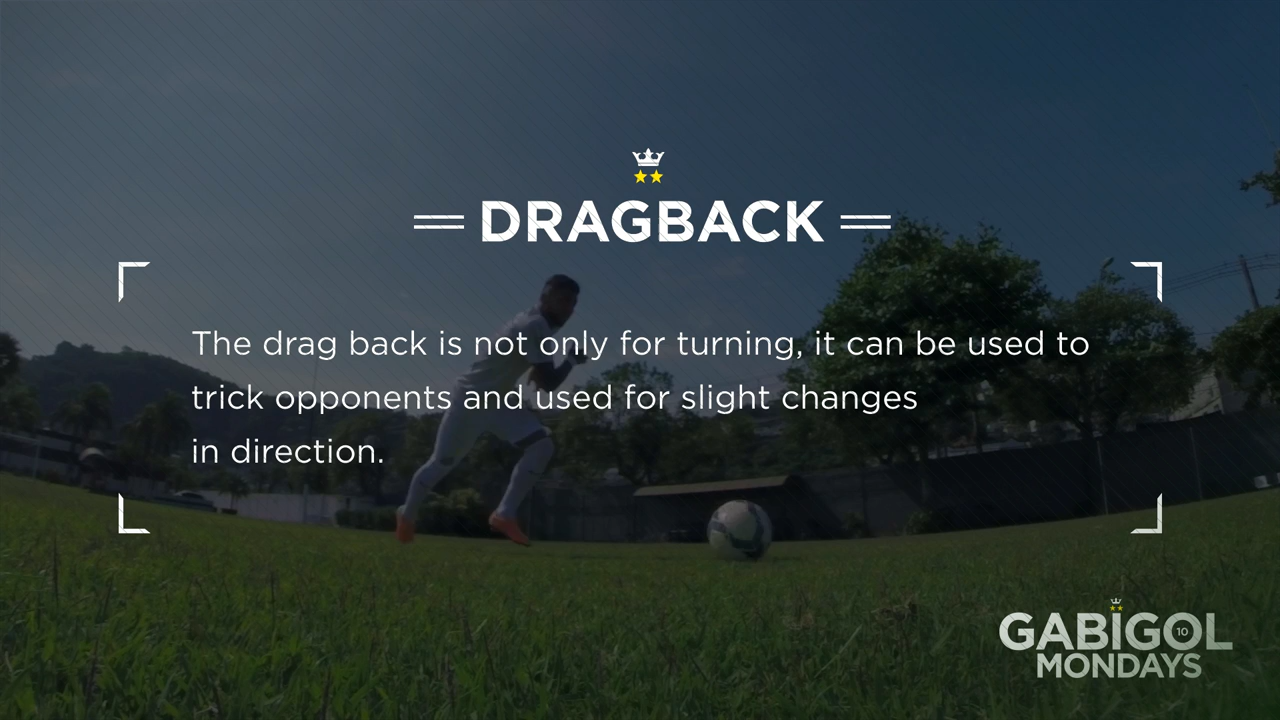 DRAGBACK
The drag back is not only for turning, it can be used to
trick opponents and used for slight changes
in direction.
GABIGOL
10
MONDAYS